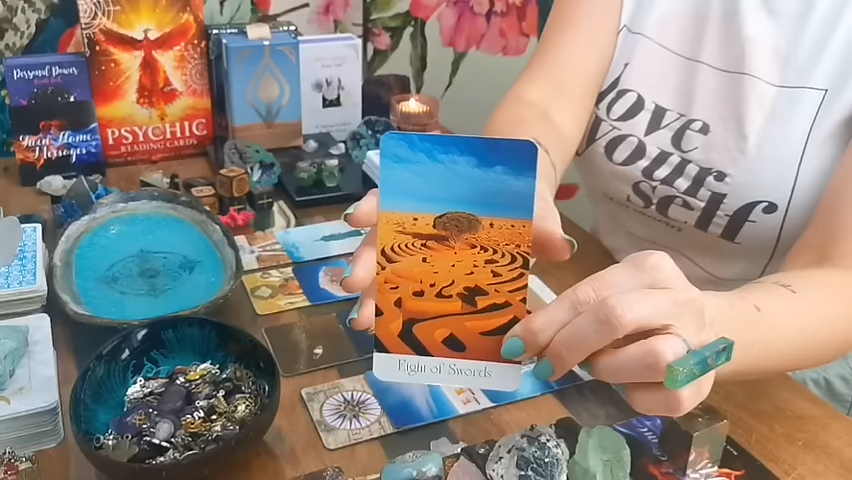 Personal Power
Twin Flame
Messages
PSYCHIC
READING CARDS
Love
Your
self
Eight of Swords